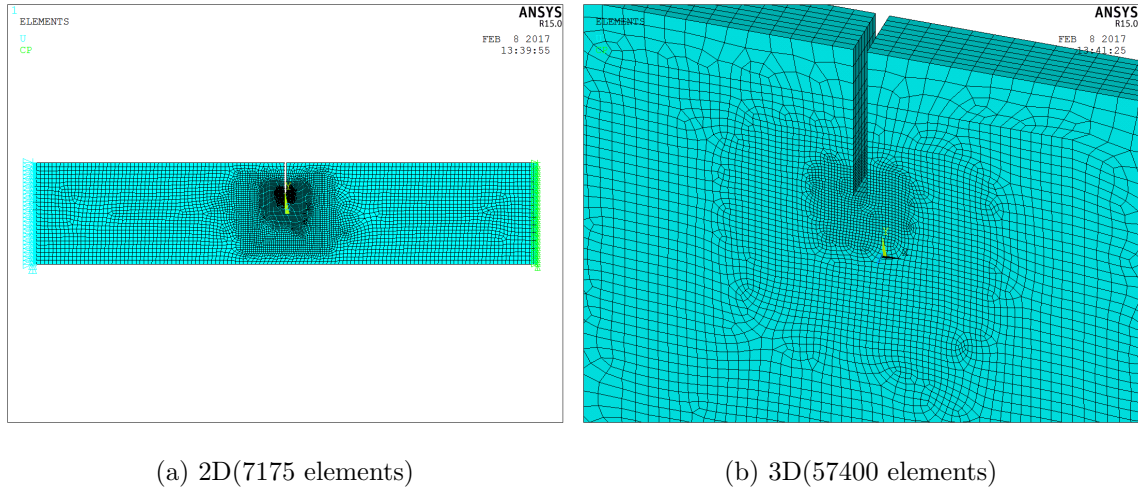 1
ELEMENTS
U
CP
ANSYS
R15.0
FEB 8 2017
13:39:55
ELEMENTS
ANSYS
R15.0
FEB 8 2017
13:41:25
(a) 2D(7175 elements)
(b) 3D(57400 elements)